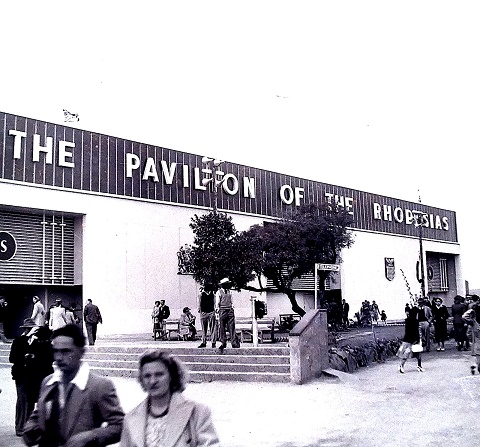 THE PAVILION OF THE RHODESIAS
S